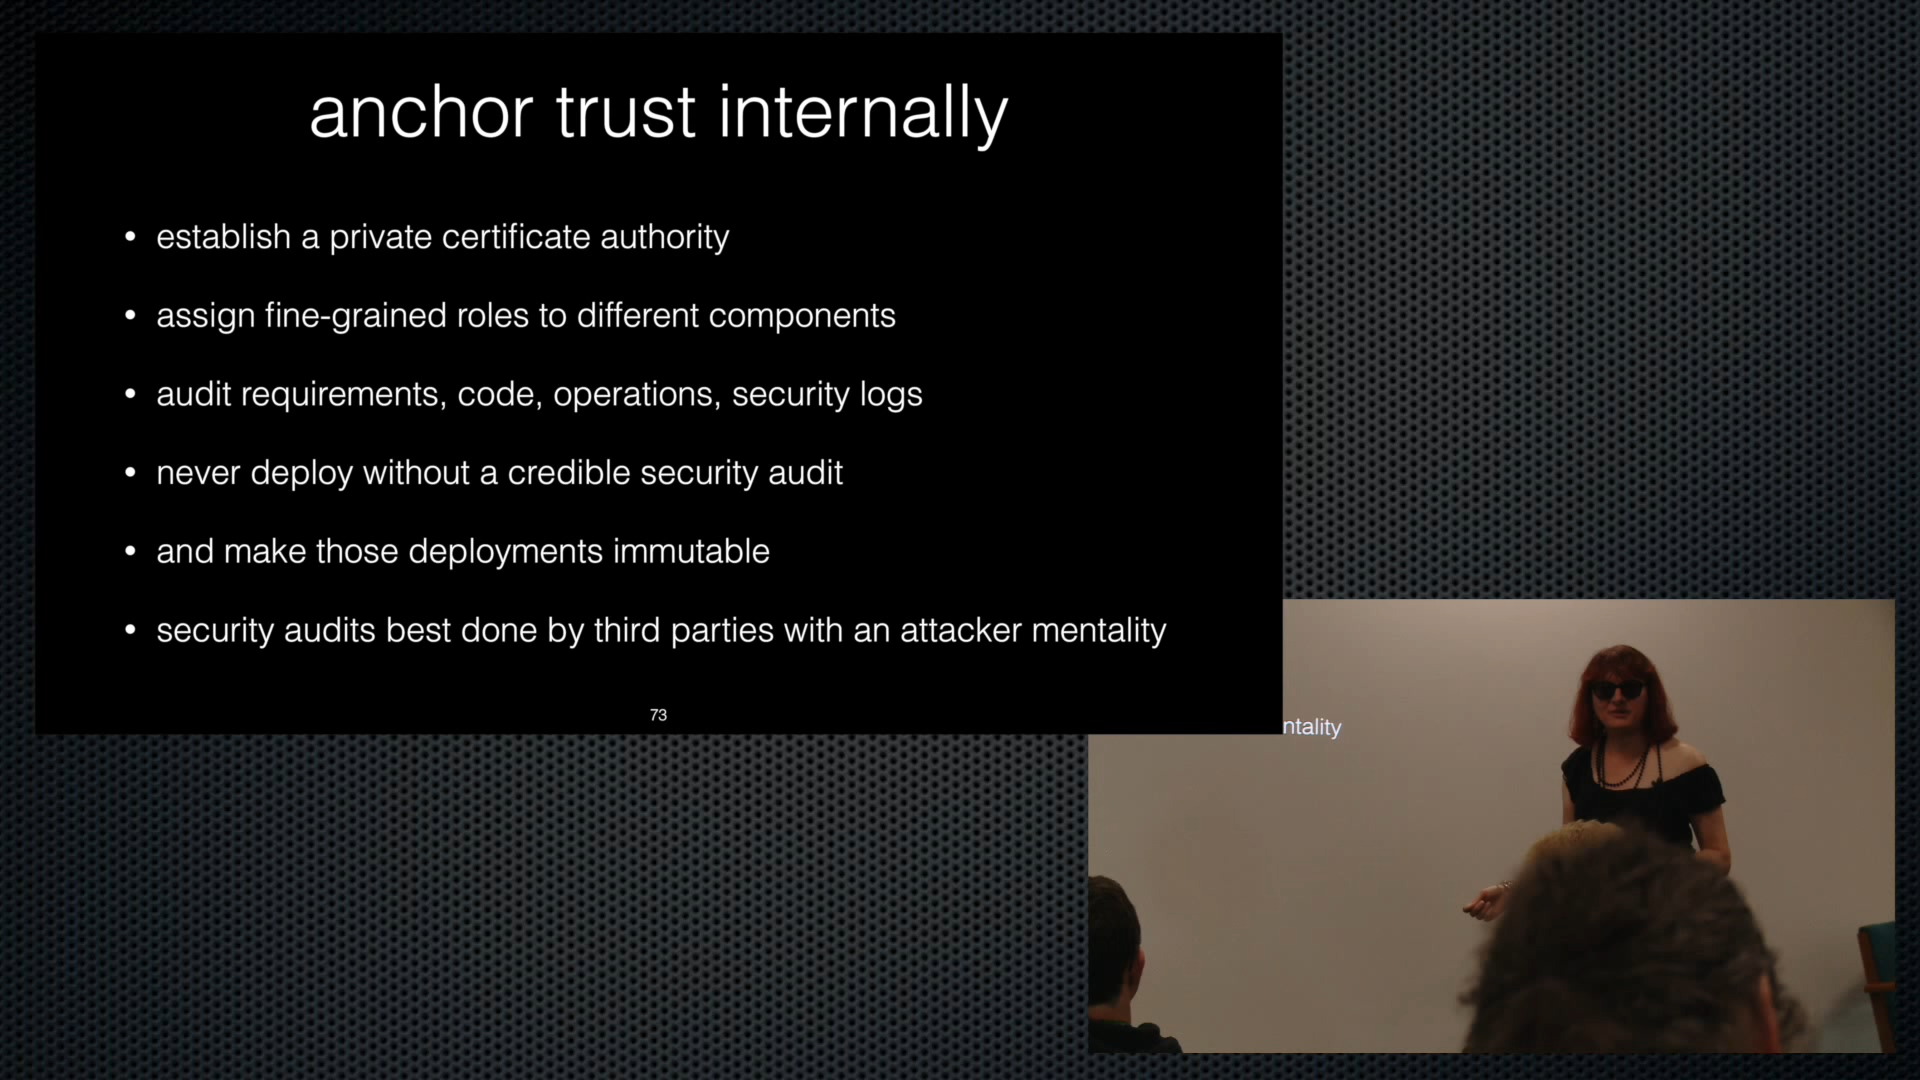 anchor trust internally
• establish a private certificate authority
• assign fine-grained roles to different components
• audit requirements, code, operations, security logs
• never deploy without a credible security audit
• and make those deployments immutable
• security audits best done by third parties with an attacker mentality
73
ntality